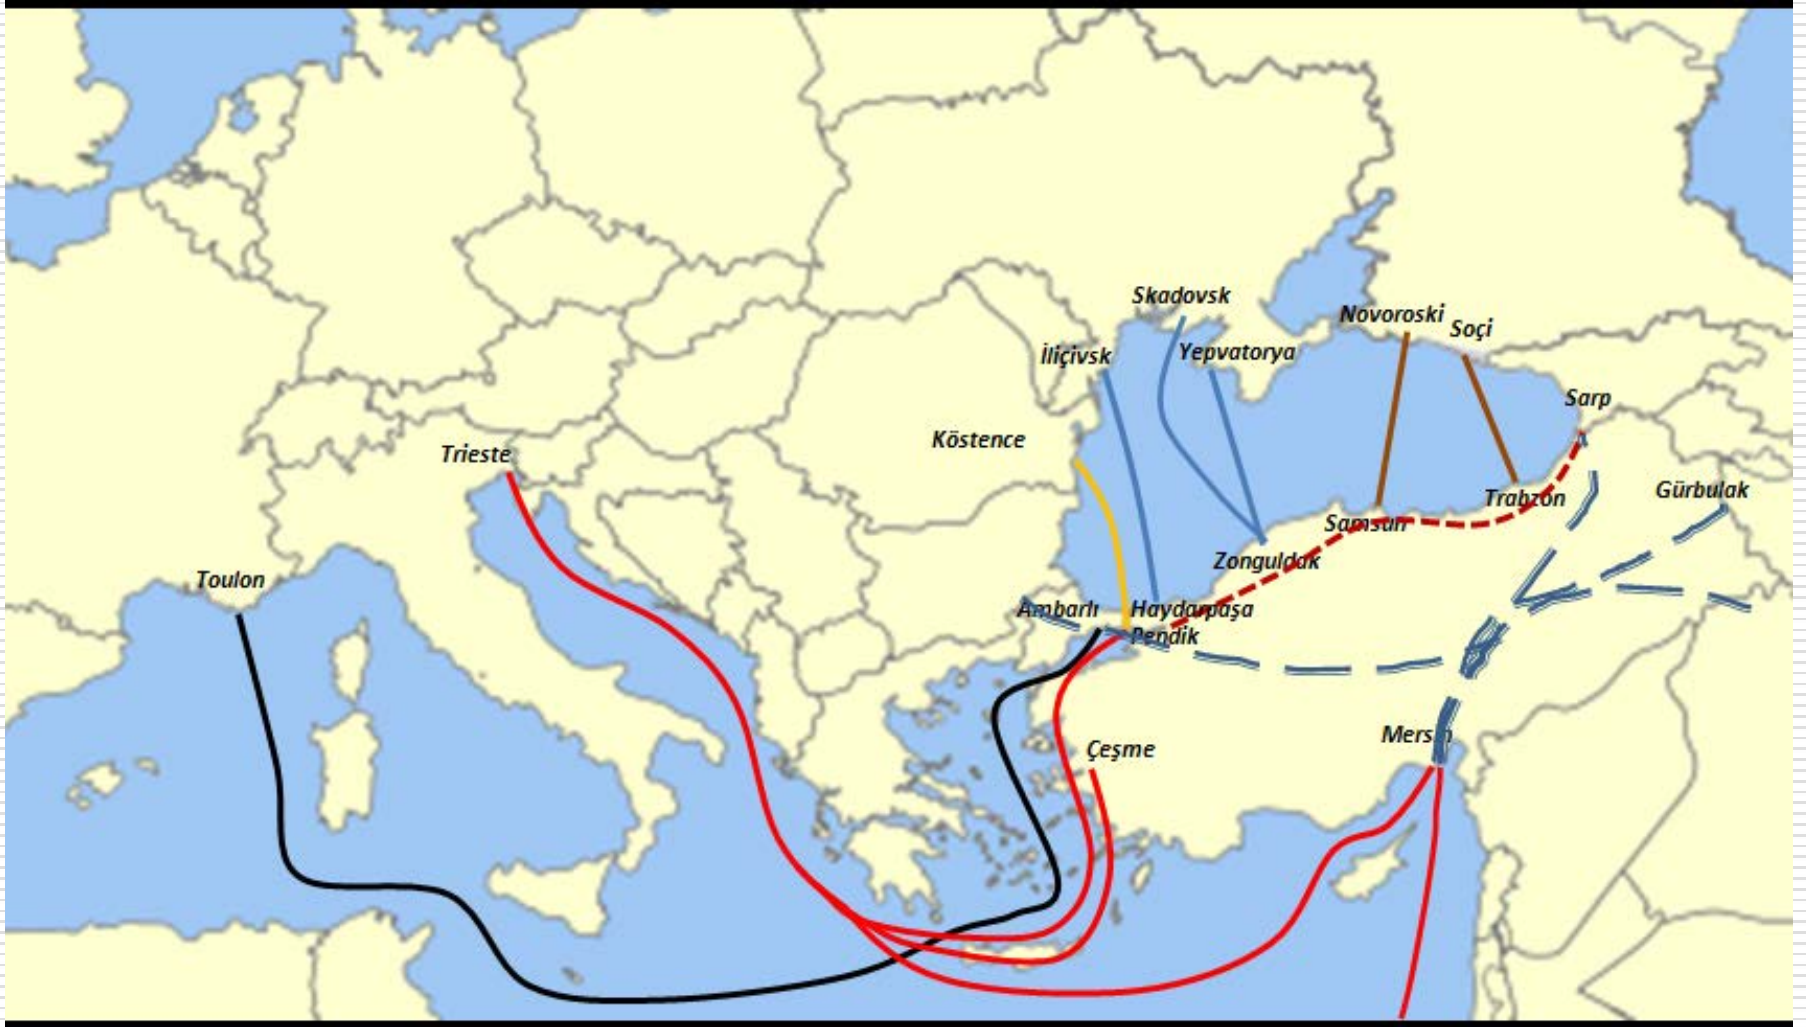 Skadovsk
Novoroski
Soçi
İliçivsk
Yepvatorya
Sarp
Köstence
Trieste
Gürbulak
Trabzon
Samsun
Zonguldak
Toulon
Ambarlı
Haydarpaşa
Pendik
Mersin
Çeşme